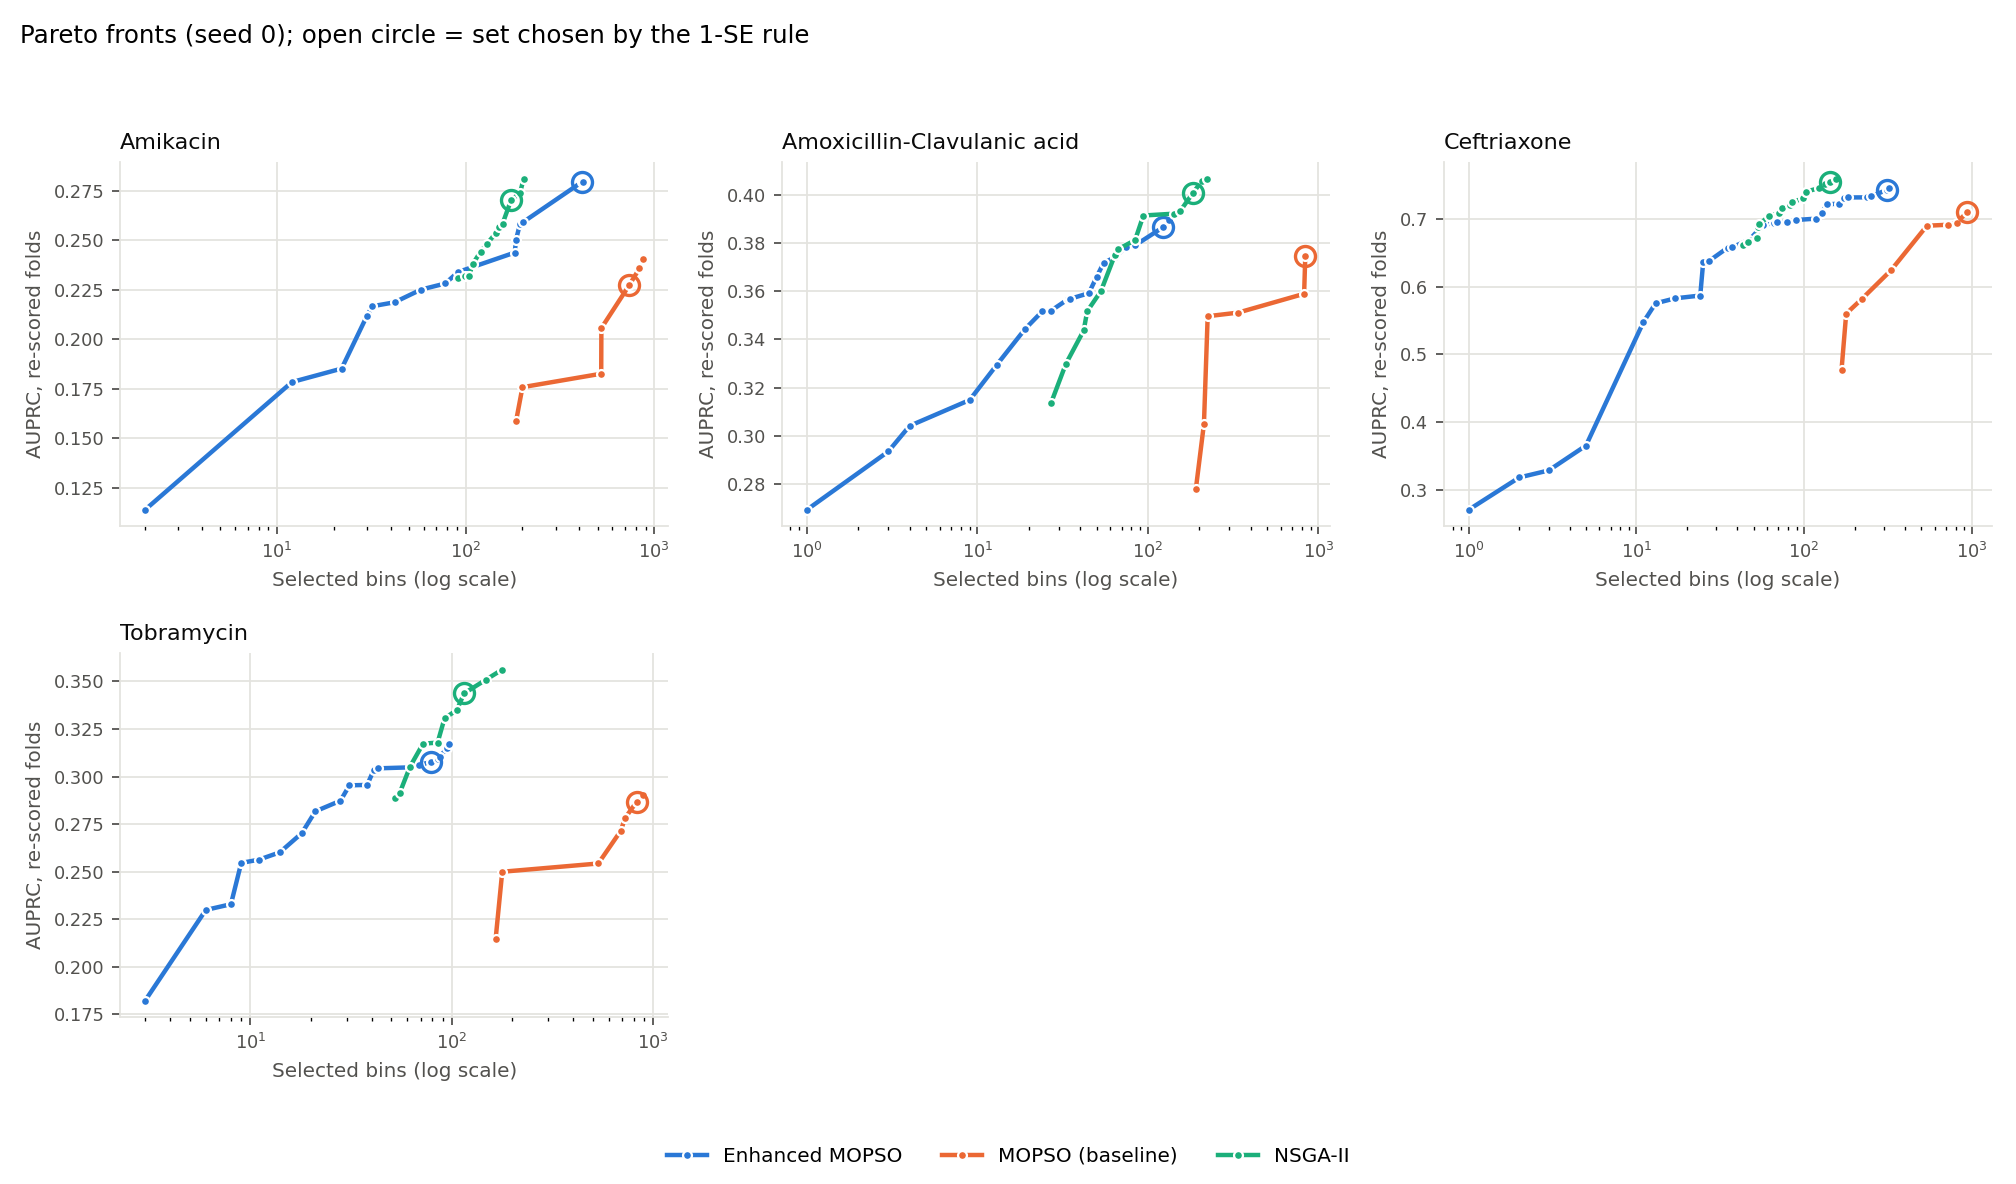 Pareto fronts (seed 0); open circle = set chosen by the 1-SE rule
Amikacin
AUPRC, re-scored folds
0.275
0.250
0.225
0.200
0.175
0.150
0.125
10¹ 10² 10³
Selected bins (log scale)
Amoxicillin-Clavulanic acid
AUPRC, re-scored folds
0.40
0.38
0.36
0.34
0.32
0.30
0.28
10⁰ 10¹ 10² 10³
Selected bins (log scale)
Ceftriaxone
AUPRC, re-scored folds
0.7
0.6
0.5
0.4
0.3
10⁰ 10¹ 10² 10³
Selected bins (log scale)
Tobramycin
AUPRC, re-scored folds
0.350
0.325
0.300
0.275
0.250
0.225
0.200
0.175
10¹ 10² 10³
Selected bins (log scale)
Enhanced MOPSO MOPSO (baseline) NSGA-II